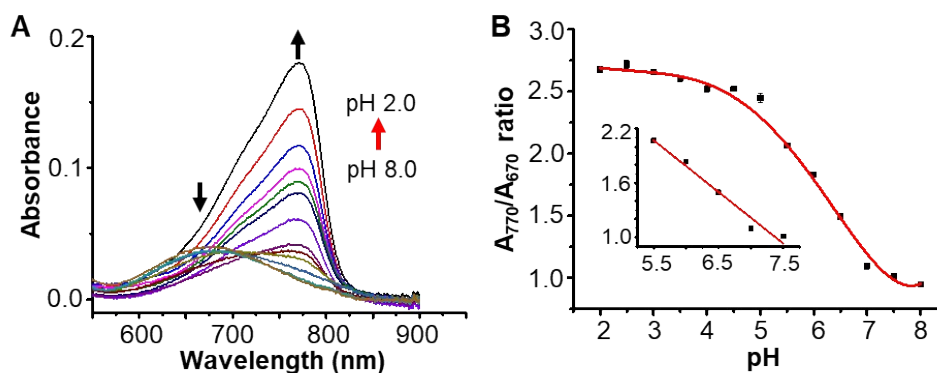 A
0.2
0.1
0.0
Absorbance
pH 2.0
pH 8.0
600 700 800 900
Wavelength (nm)
B
3.0
2.5
2.0
1.5
1.0
A770/A670 ratio
2.2
1.6
1.0
5.5 6.5 7.5
2 3 4 5 6 7 8
pH